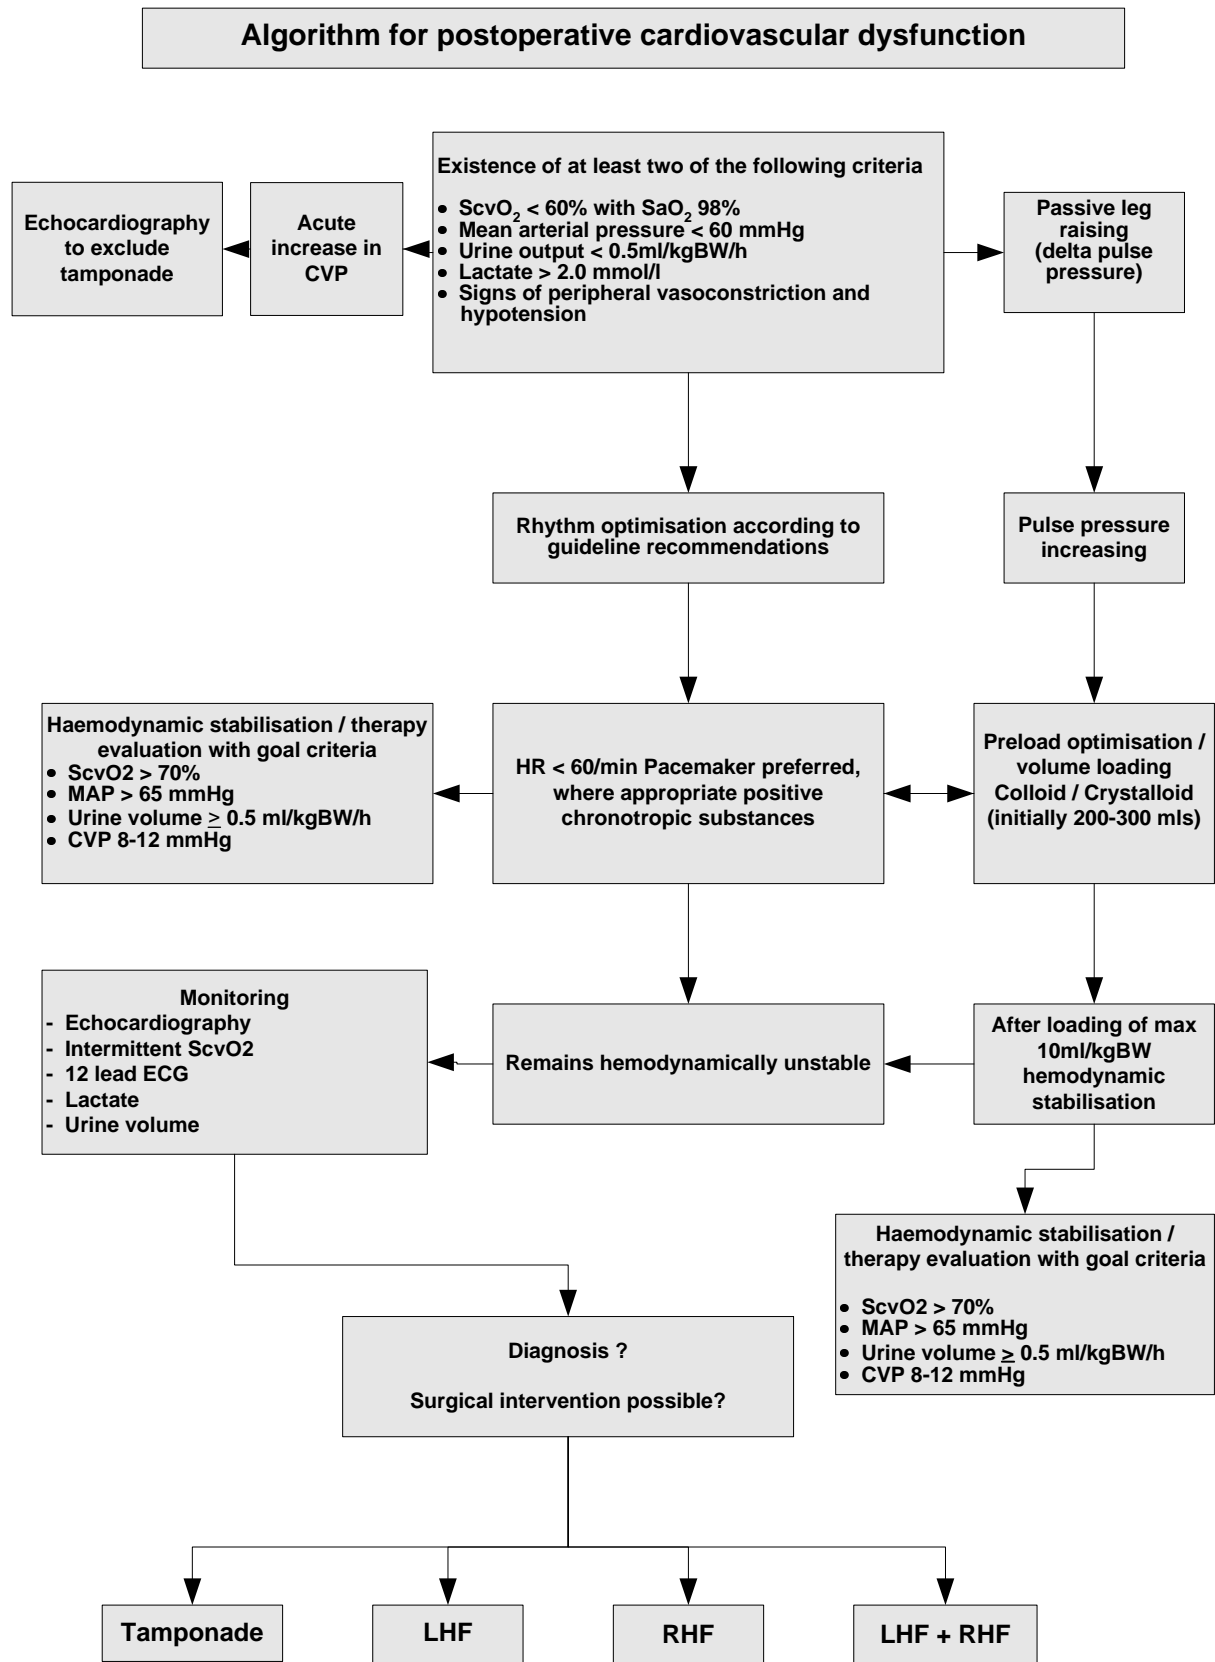 Algorithm for postoperative cardiovascular dysfunction
Existence of at least two of the following criteria
• ScvO2 < 60% with SaO2 98%
• Mean arterial pressure < 60 mmHg
• Urine output < 0.5ml/kgBW/h
• Lactate > 2.0 mmol/l
• Signs of peripheral vasoconstriction and
hypotension
Acute
increase in
CVP
Echocardiography
to exclude
tamponade
Passive leg
raising
(delta pulse
pressure)
Rhythm optimisation according to
guideline recommendations
Pulse pressure
increasing
Haemodynamic stabilisation / therapy
evaluation with goal criteria
• ScvO2 > 70%
• MAP > 65 mmHg
• Urine volume ≥ 0.5 ml/kgBW/h
• CVP 8-12 mmHg
HR < 60/min Pacemaker preferred,
where appropriate positive
chronotropic substances
Preload optimisation /
volume loading
Colloid / Crystalloid
(initially 200-300 mls)
Monitoring
- Echocardiography
- Intermittent ScvO2
- 12 lead ECG
- Lactate
- Urine volume
Remains hemodynamically unstable
After loading of max
10ml/kgBW
hemodynamic
stabilisation
Haemodynamic stabilisation /
therapy evaluation with goal criteria
• ScvO2 > 70%
• MAP > 65 mmHg
• Urine volume ≥ 0.5 ml/kgBW/h
• CVP 8-12 mmHg
Diagnosis ?
Surgical intervention possible?
Tamponade
LHF
RHF
LHF + RHF